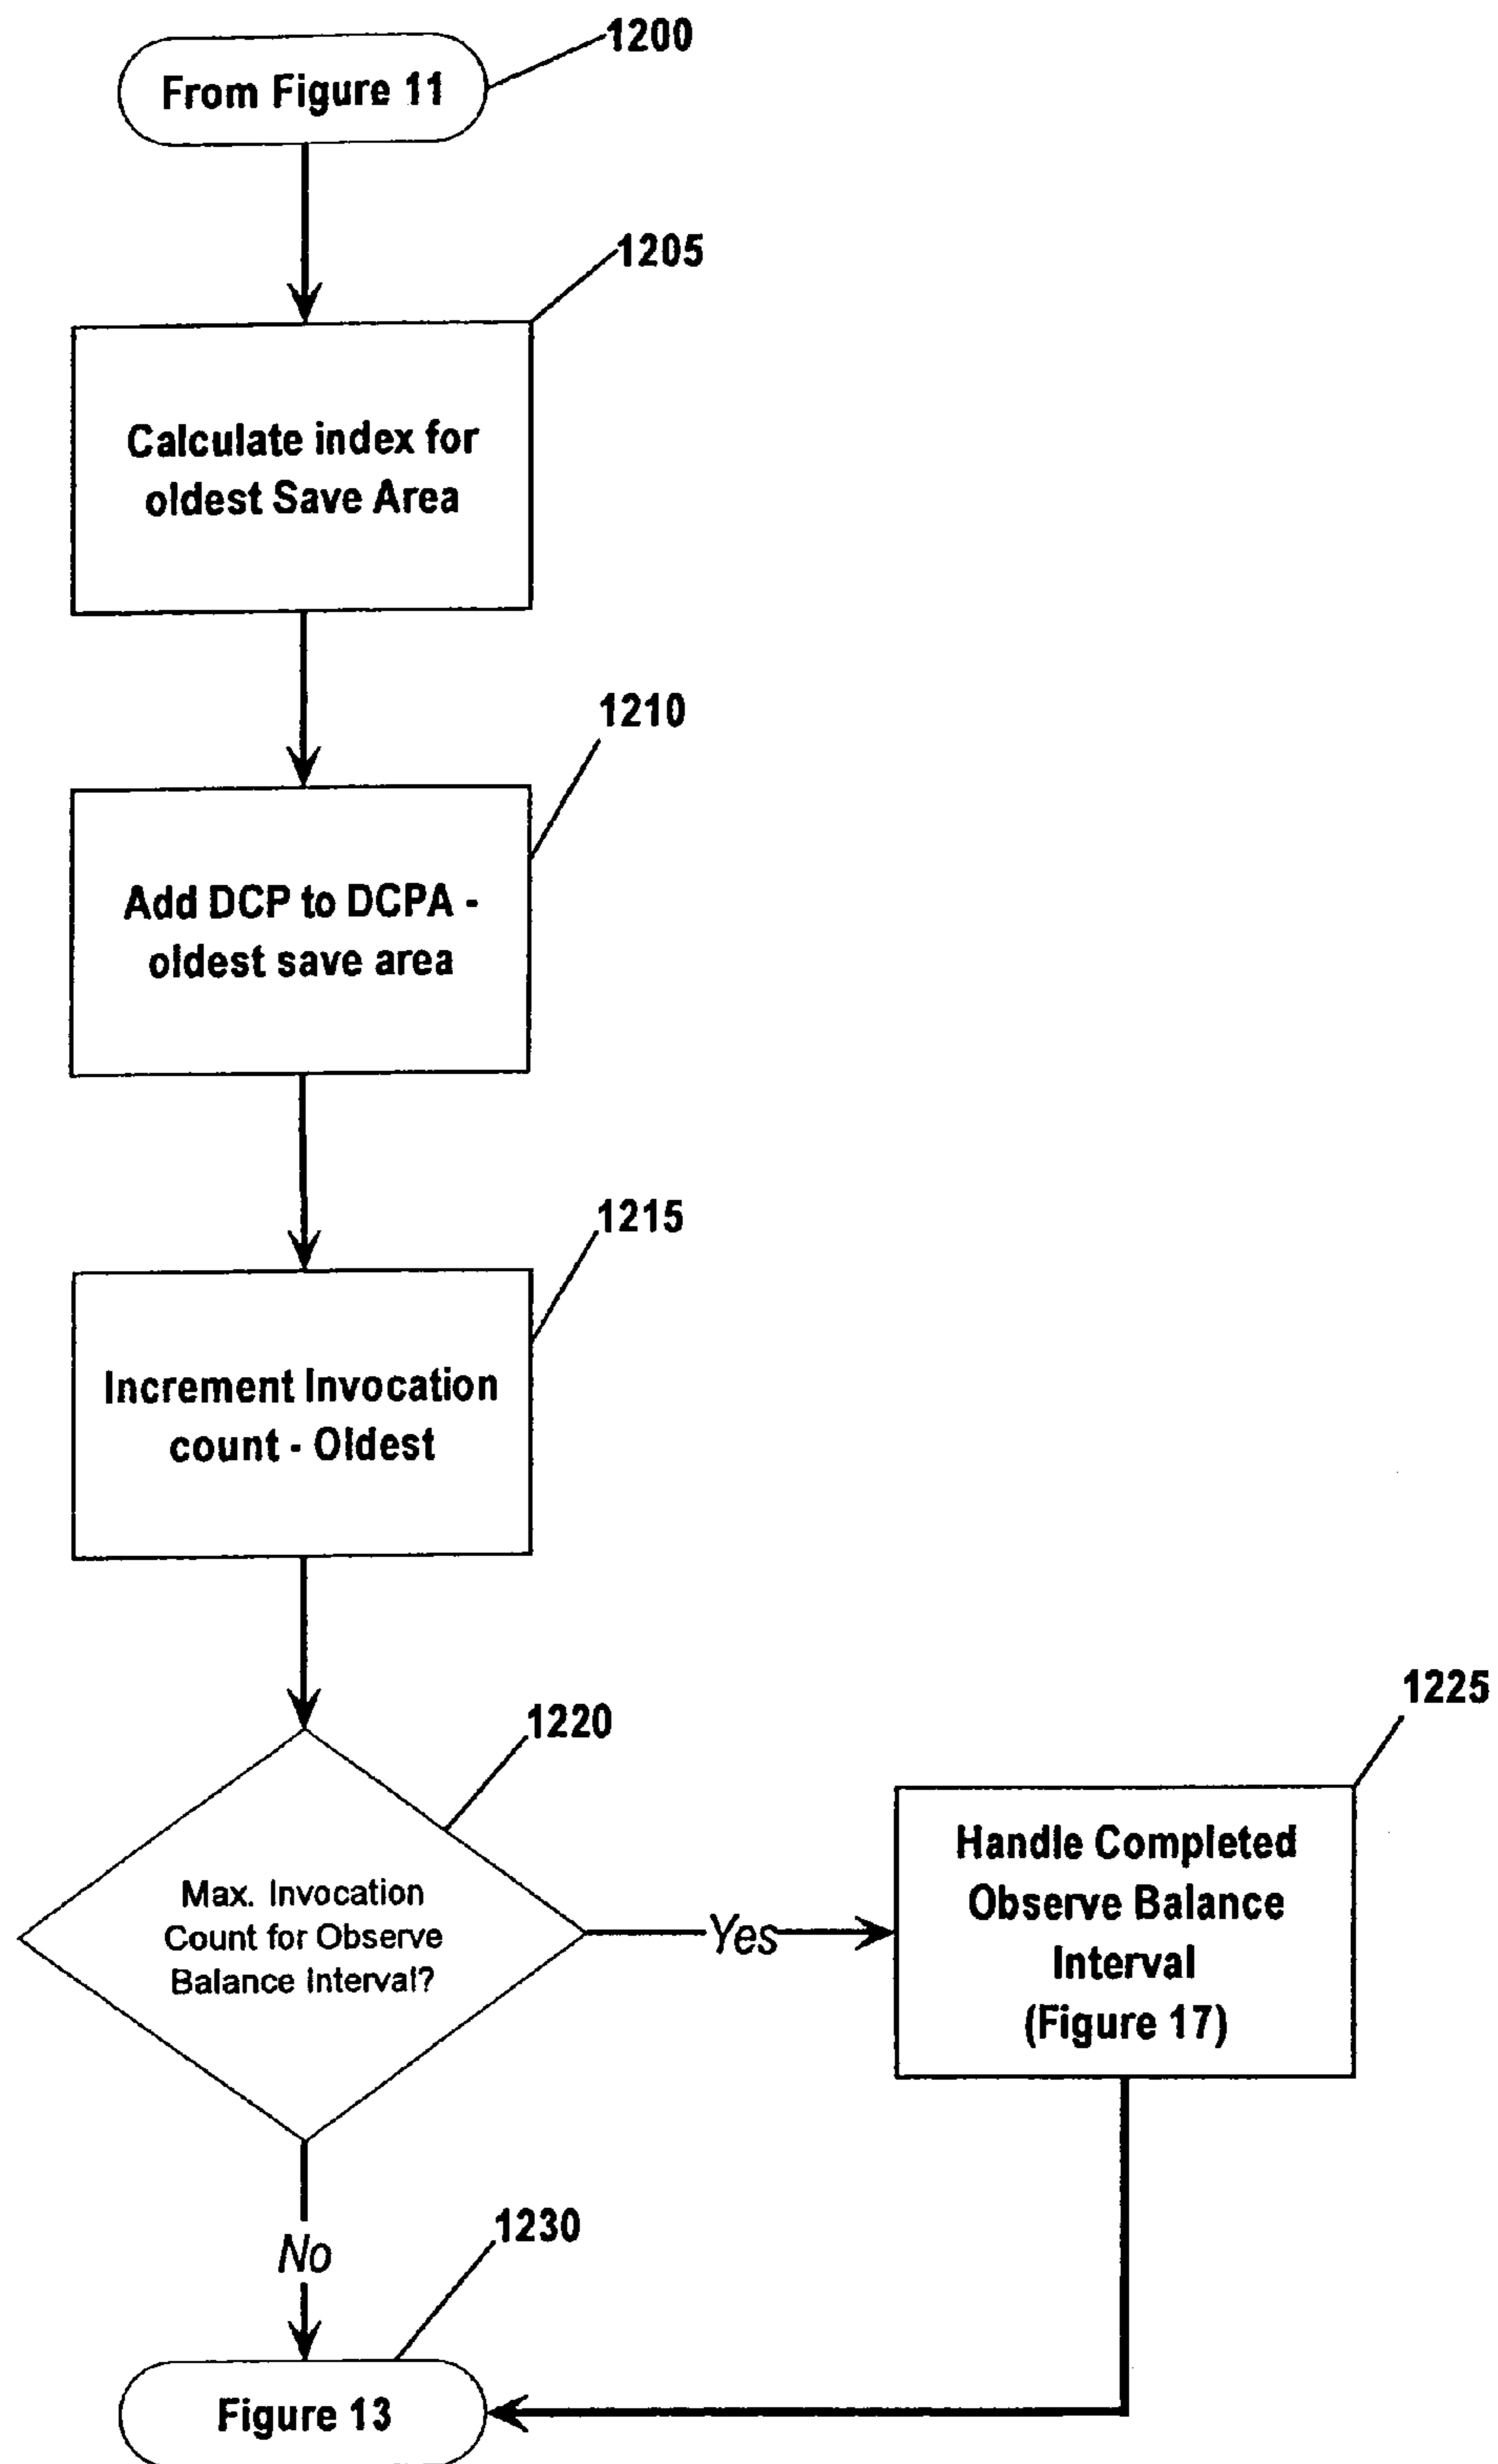 1200
From Figure 11
1205
Calculate index for
oldest Save Area
1210
Add DCP to DCPA -
oldest save area
1215
Increment Invocation
count - Oldest
1220
Max. Invocation
Count for Observe
Balance Interval?
Yes
1225
Handle Completed
Observe Balance
Interval
(Figure 17)
No
1230
Figure 13